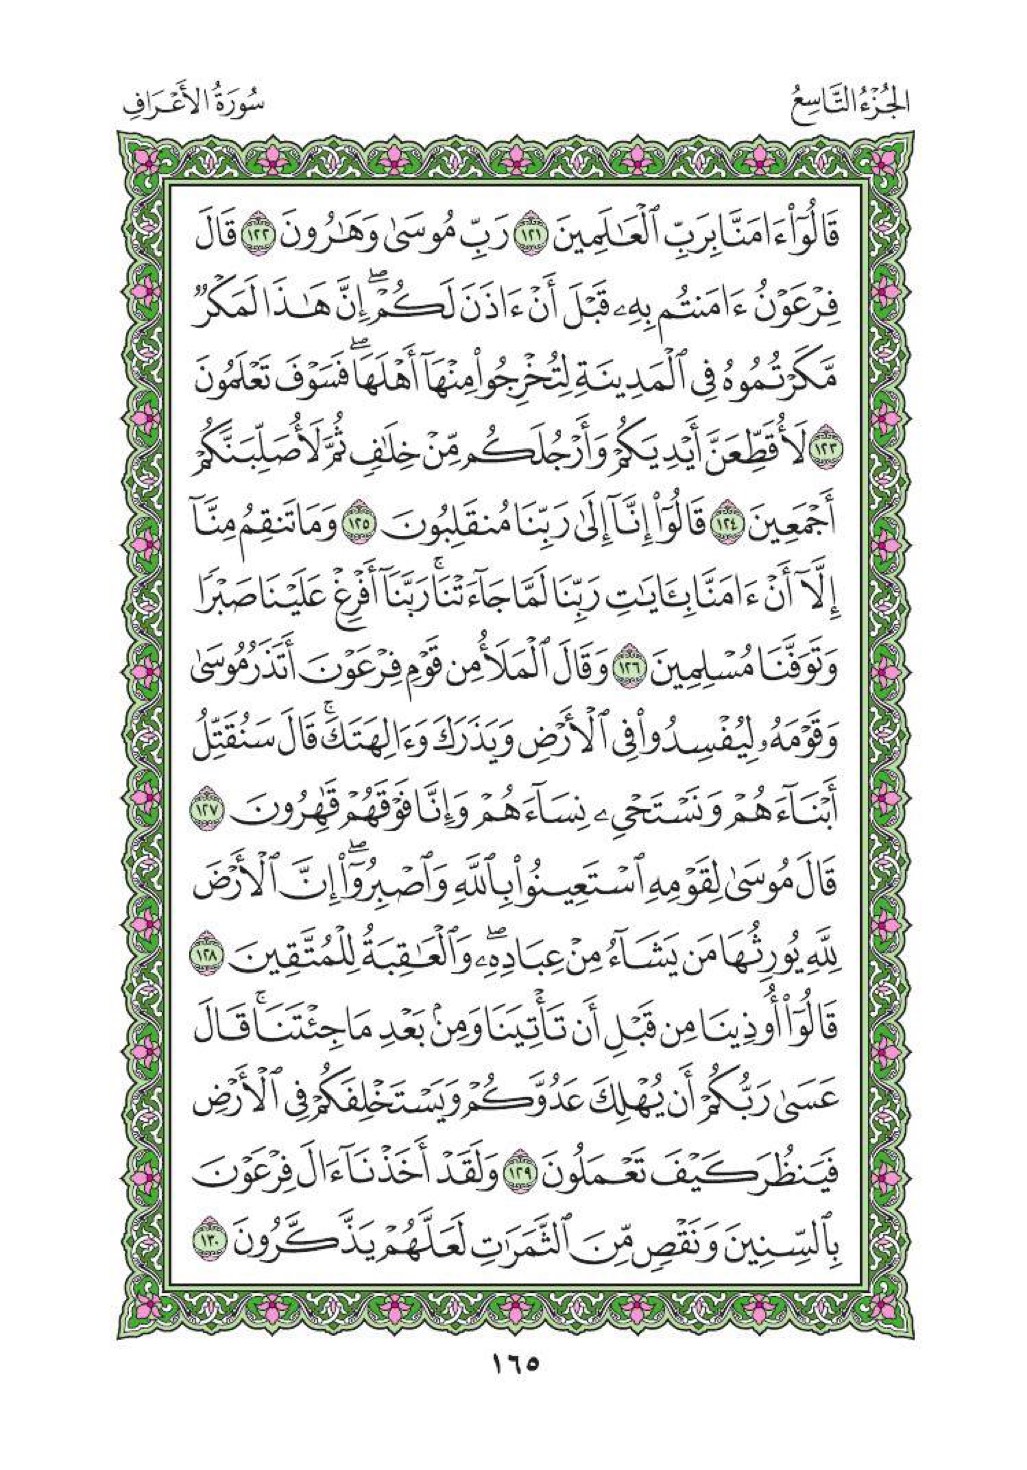 الجُزْءُ التَّاسِعُ
سُورَةُ الأَعْرَافِ
قَالُوٓا۟ ءَامَنَّا بِرَبِّ ٱلْعَـٰلَمِينَ ١٢١ رَبِّ مُوسَىٰ وَهَـٰرُونَ ١٢٢ قَالَ
فِرْعَوْنُ ءَامَنتُم بِهِۦ قَبْلَ أَنْ ءَاذَنَ لَكُمْ ۖ إِنَّ هَـٰذَا لَمَكْرٌ
مَّكَرْتُمُوهُ فِى ٱلْمَدِينَةِ لِتُخْرِجُوا۟ مِنْهَآ أَهْلَهَا ۖ فَسَوْفَ تَعْلَمُونَ
١٢٣ لَأُقَطِّعَنَّ أَيْدِيَكُمْ وَأَرْجُلَكُم مِّنْ خِلَـٰفٍ ثُمَّ لَأُصَلِّبَنَّكُمْ
أَجْمَعِينَ ١٢٤ قَالُوٓا۟ إِنَّآ إِلَىٰ رَبِّنَا مُنقَلِبُونَ ١٢٥ وَمَا تَنقِمُ مِنَّآ
إِلَّآ أَنْ ءَامَنَّا بِـَٔايَـٰتِ رَبِّنَا لَمَّا جَآءَتْنَا ۚ رَبَّنَآ أَفْرِغْ عَلَيْنَا صَبْرًا
وَتَوَفَّنَا مُسْلِمِينَ ١٢٦ وَقَالَ ٱلْمَلَأُ مِن قَوْمِ فِرْعَوْنَ أَتَذَرُ مُوسَىٰ
وَقَوْمَهُۥ لِيُفْسِدُوا۟ فِى ٱلْأَرْضِ وَيَذَرَكَ وَءَالِهَتَكَ ۚ قَالَ سَنُقَتِّلُ
أَبْنَآءَهُمْ وَنَسْتَحْىِۦ نِسَآءَهُمْ وَإِنَّا فَوْقَهُمْ قَـٰهِرُونَ ١٢٧
قَالَ مُوسَىٰ لِقَوْمِهِ ٱسْتَعِينُوا۟ بِٱللَّهِ وَٱصْبِرُوٓا۟ ۖ إِنَّ ٱلْأَرْضَ
لِلَّهِ يُورِثُهَا مَن يَشَآءُ مِنْ عِبَادِهِۦ ۖ وَٱلْعَـٰقِبَةُ لِلْمُتَّقِينَ ١٢٨
قَالُوٓا۟ أُوذِينَا مِن قَبْلِ أَن تَأْتِيَنَا وَمِنۢ بَعْدِ مَا جِئْتَنَا ۚ قَالَ
عَسَىٰ رَبُّكُمْ أَن يُهْلِكَ عَدُوَّكُمْ وَيَسْتَخْلِفَكُمْ فِى ٱلْأَرْضِ
فَيَنظُرَ كَيْفَ تَعْمَلُونَ ١٢٩ وَلَقَدْ أَخَذْنَآ ءَالَ فِرْعَوْنَ
بِٱلسِّنِينَ وَنَقْصٍ مِّنَ ٱلثَّمَرَٰتِ لَعَلَّهُمْ يَذَّكَّرُونَ ١٣٠
١٦٥